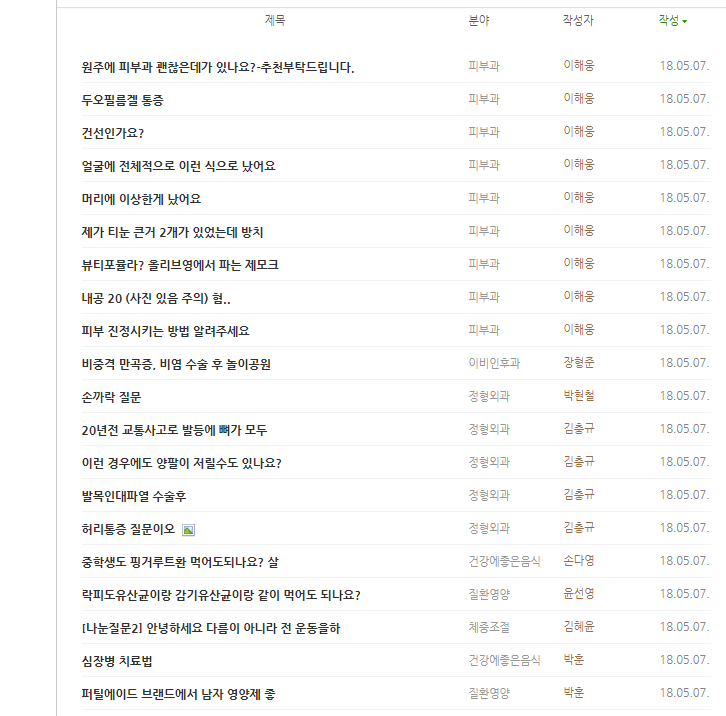 제목 분야 작성자 작성
원주에 피부과 괜찮은데가 있나요?-추천부탁드립니다. 피부과 이해웅 18.05.07.
두오필름겔 통증 피부과 이해웅 18.05.07.
건선인가요? 피부과 이해웅 18.05.07.
얼굴에 전체적으로 이런 식으로 났어요 피부과 이해웅 18.05.07.
머리에 이상한게 났어요 피부과 이해웅 18.05.07.
제가 티눈 큰거 2개가 있었는데 방치 피부과 이해웅 18.05.07.
뷰티포뮬라? 올리브영에서 파는 제모크 피부과 이해웅 18.05.07.
내공 20 (사진 있음 주의) 혐.. 피부과 이해웅 18.05.07.
피부 진정시키는 방법 알려주세요 피부과 이해웅 18.05.07.
비중격 만곡증, 비염 수술 후 놀이공원 이비인후과 장형준 18.05.07.
손까락 질문 정형외과 박현철 18.05.07.
20년전 교통사고로 발등에 뼈가 모두 정형외과 김충규 18.05.07.
이런 경우에도 양팔이 저릴수도 있나요? 정형외과 김충규 18.05.07.
발목인대파열 수술후 정형외과 김충규 18.05.07.
허리통증 질문이오 정형외과 김충규 18.05.07.
중학생도 핑거루트환 먹어도되나요? 살 건강에좋은음식 손다영 18.05.07.
락피도유산균이랑 감기유산균이랑 같이 먹어도 되나요? 질환영양 윤선영 18.05.07.
[나눈질문2] 안녕하세요 다름이 아니라 전 운동을하 체중조절 김혜윤 18.05.07.
심장병 치료법 건강에좋은음식 박훈 18.05.07.
퍼틸에이드 브랜드에서 남자 영양제 좋 질환영양 박훈 18.05.07.